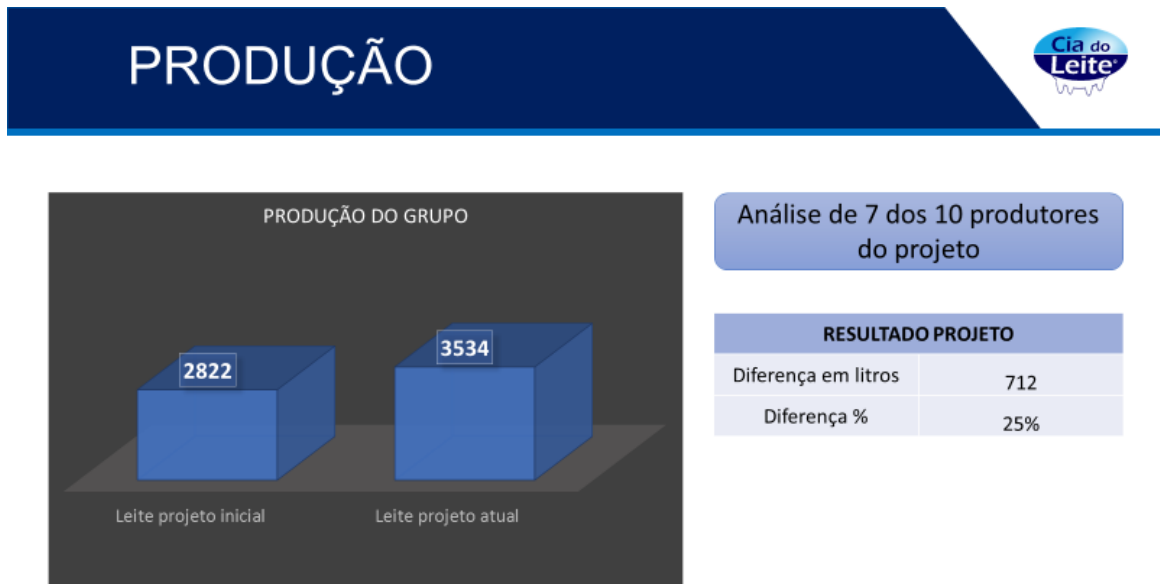 PRODUÇÃO
Cia do
Leite®
PRODUÇÃO DO GRUPO
2822
3534
Leite projeto inicial
Leite projeto atual
Análise de 7 dos 10 produtores
do projeto
RESULTADO PROJETO
Diferença em litros 712
Diferença % 25%